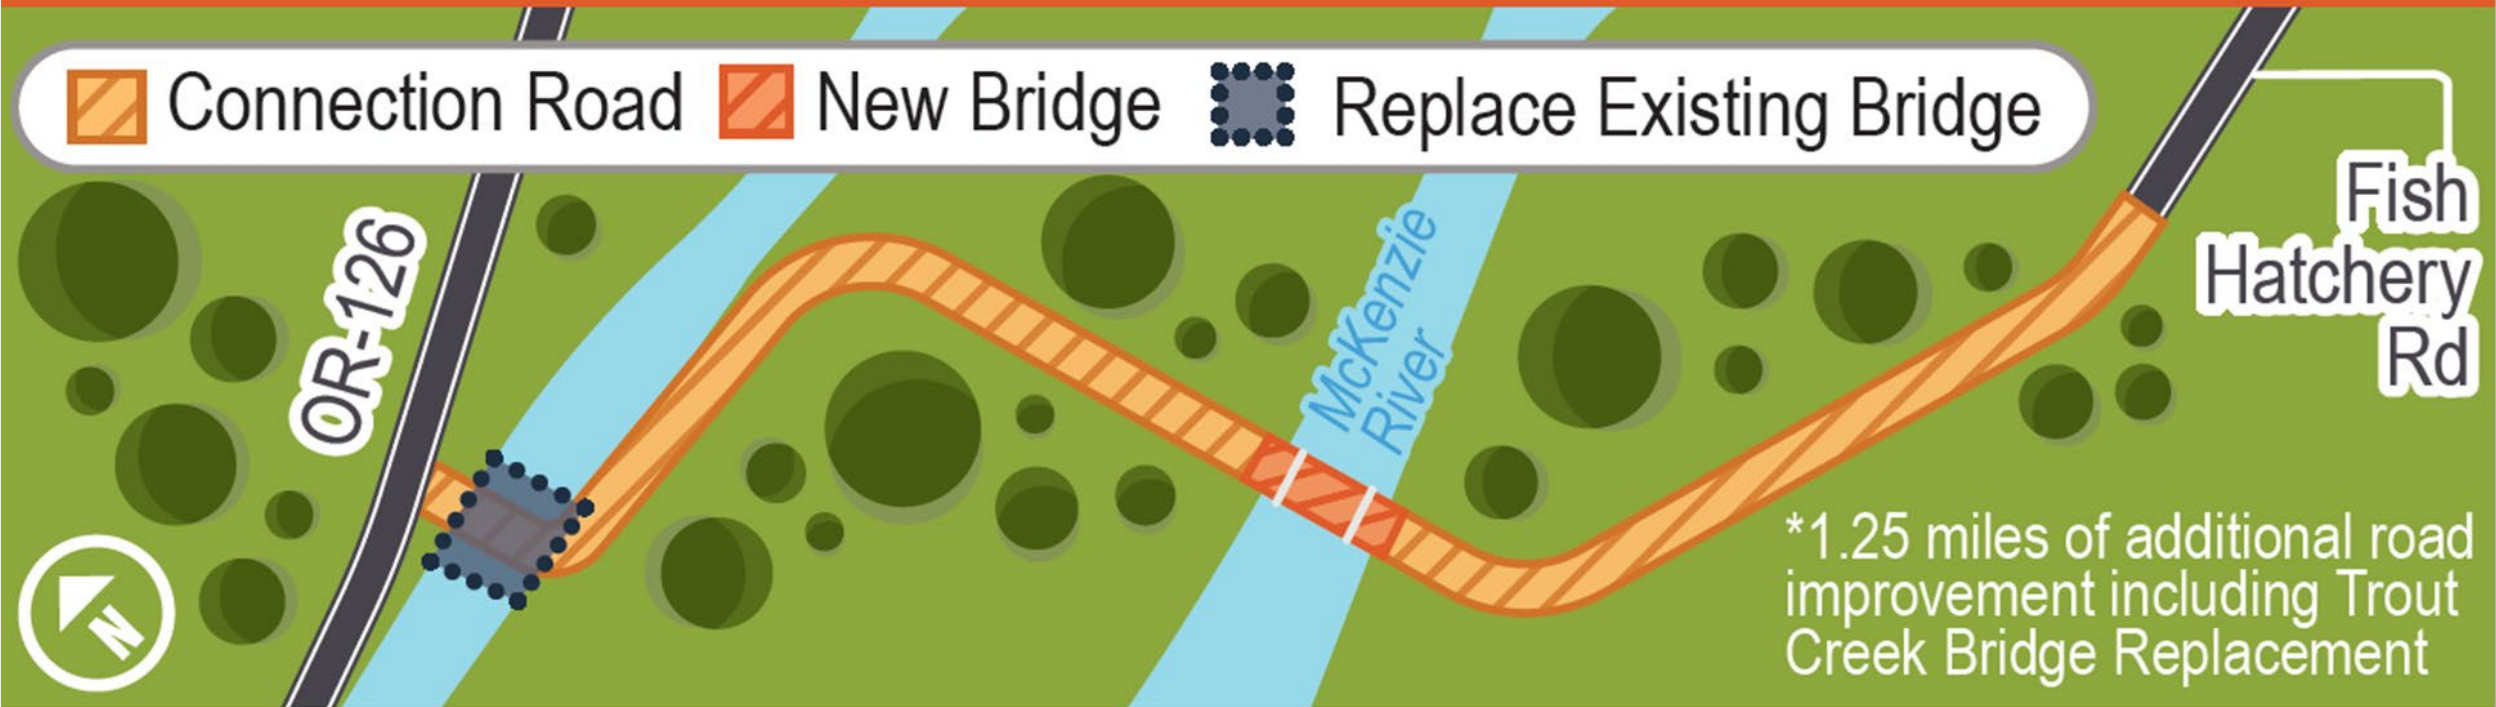 Connection Road
New Bridge
Replace Existing Bridge
OR-126
McKenzie
River
Fish
Hatchery
Rd
N
*1.25 miles of additional road
improvement including Trout
Creek Bridge Replacement